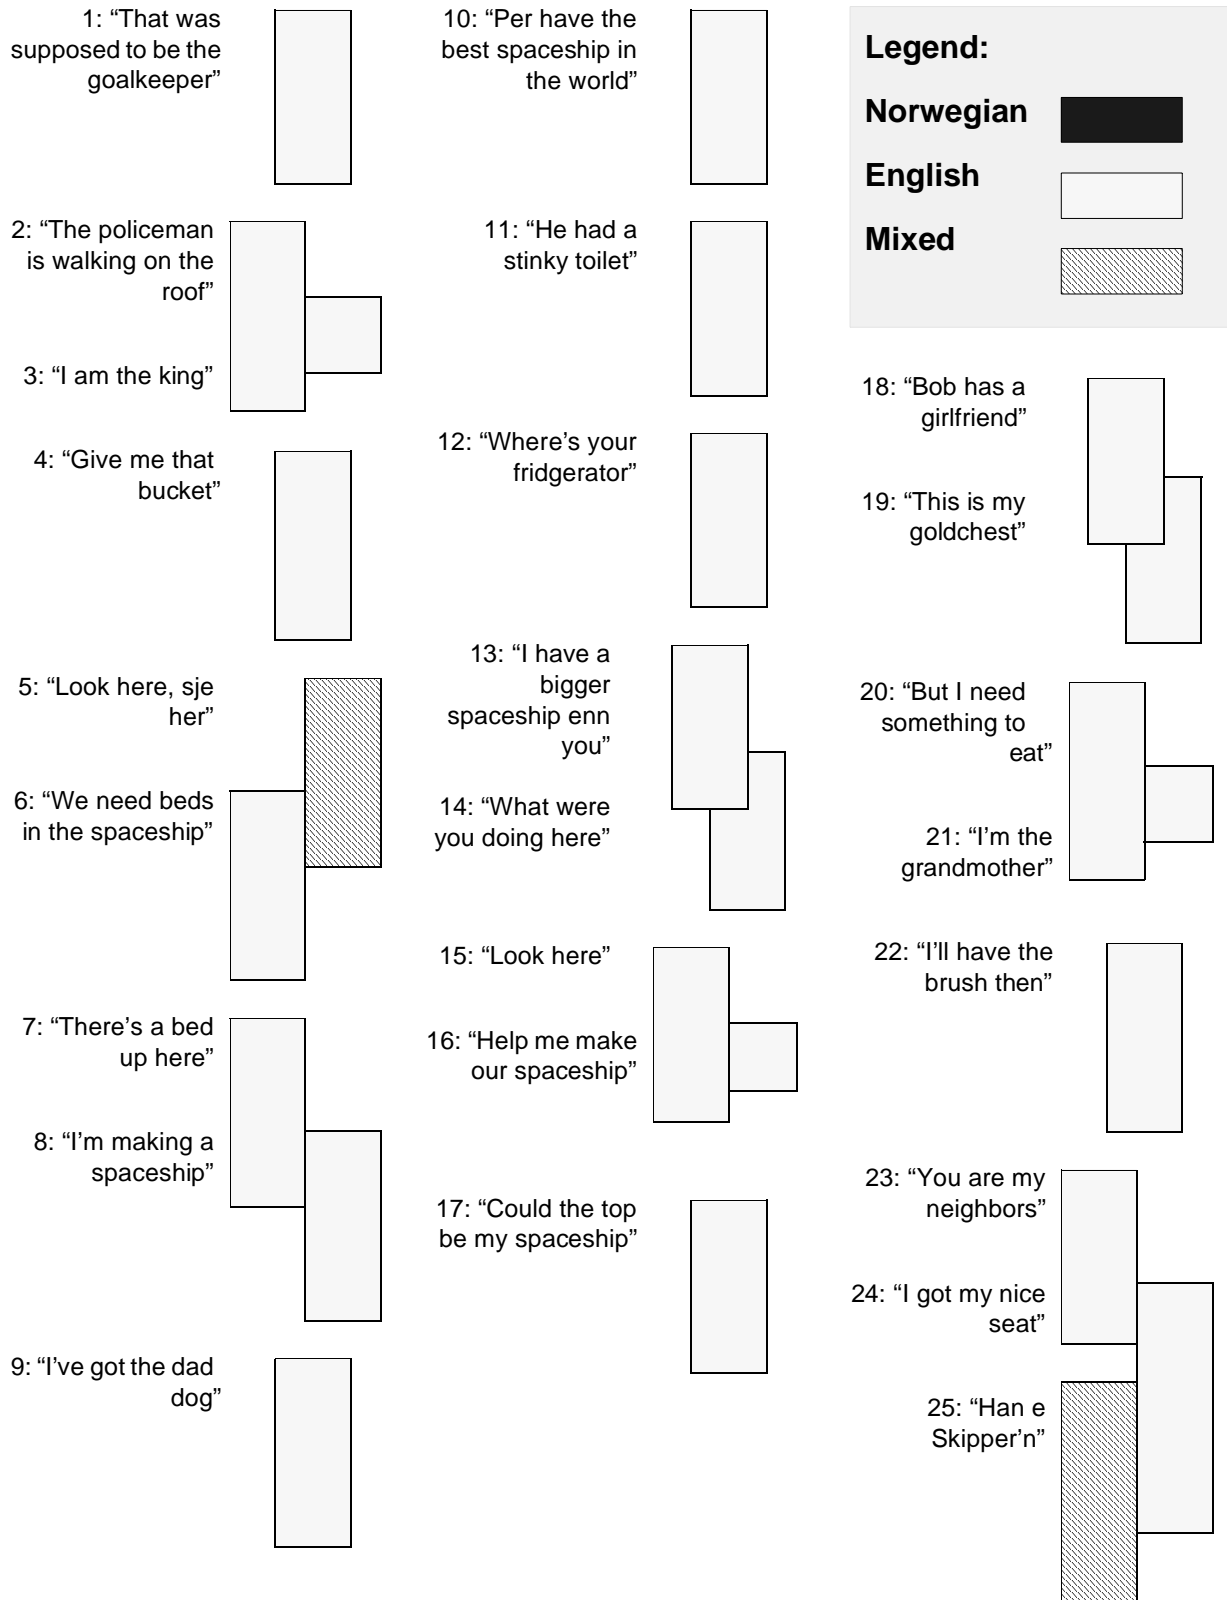 1: “That was
supposed to be the
goalkeeper”
2: “The policeman
is walking on the
roof”
3: “I am the king”
4: “Give me that
bucket”
5: “Look here, sje
her”
6: “We need beds
in the spaceship”
7: “There’s a bed
up here”
8: “I’m making a
spaceship”
9: “I’ve got the dad
dog”
10: “Per have the
best spaceship in
the world”
11: “He had a
stinky toilet”
12: “Where’s your
fridgerator”
13: “I have a
bigger
spaceship enn
you”
14: “What were
you doing here”
15: “Look here”
16: “Help me make
our spaceship”
17: “Could the top
be my spaceship”
Legend:
Norwegian
English
Mixed
18: “Bob has a
girlfriend”
19: “This is my
goldchest”
20: “But I need
something to
eat”
21: “I’m the
grandmother”
22: “I’ll have the
brush then”
23: “You are my
neighbors”
24: “I got my nice
seat”
25: “Han e
Skipper’n”